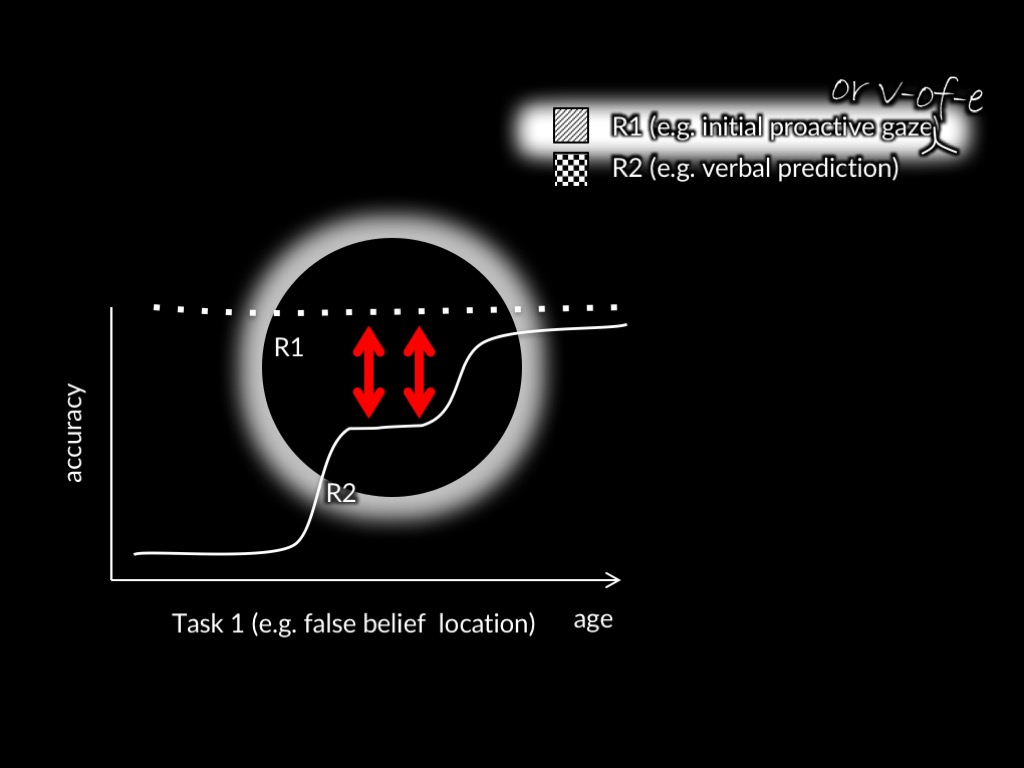 or v-of-e
R1 (e.g. initial proactive gaze)
R2 (e.g. verbal prediction)
R1
accuracy
R2
Task 1 (e.g. false belief location)
age